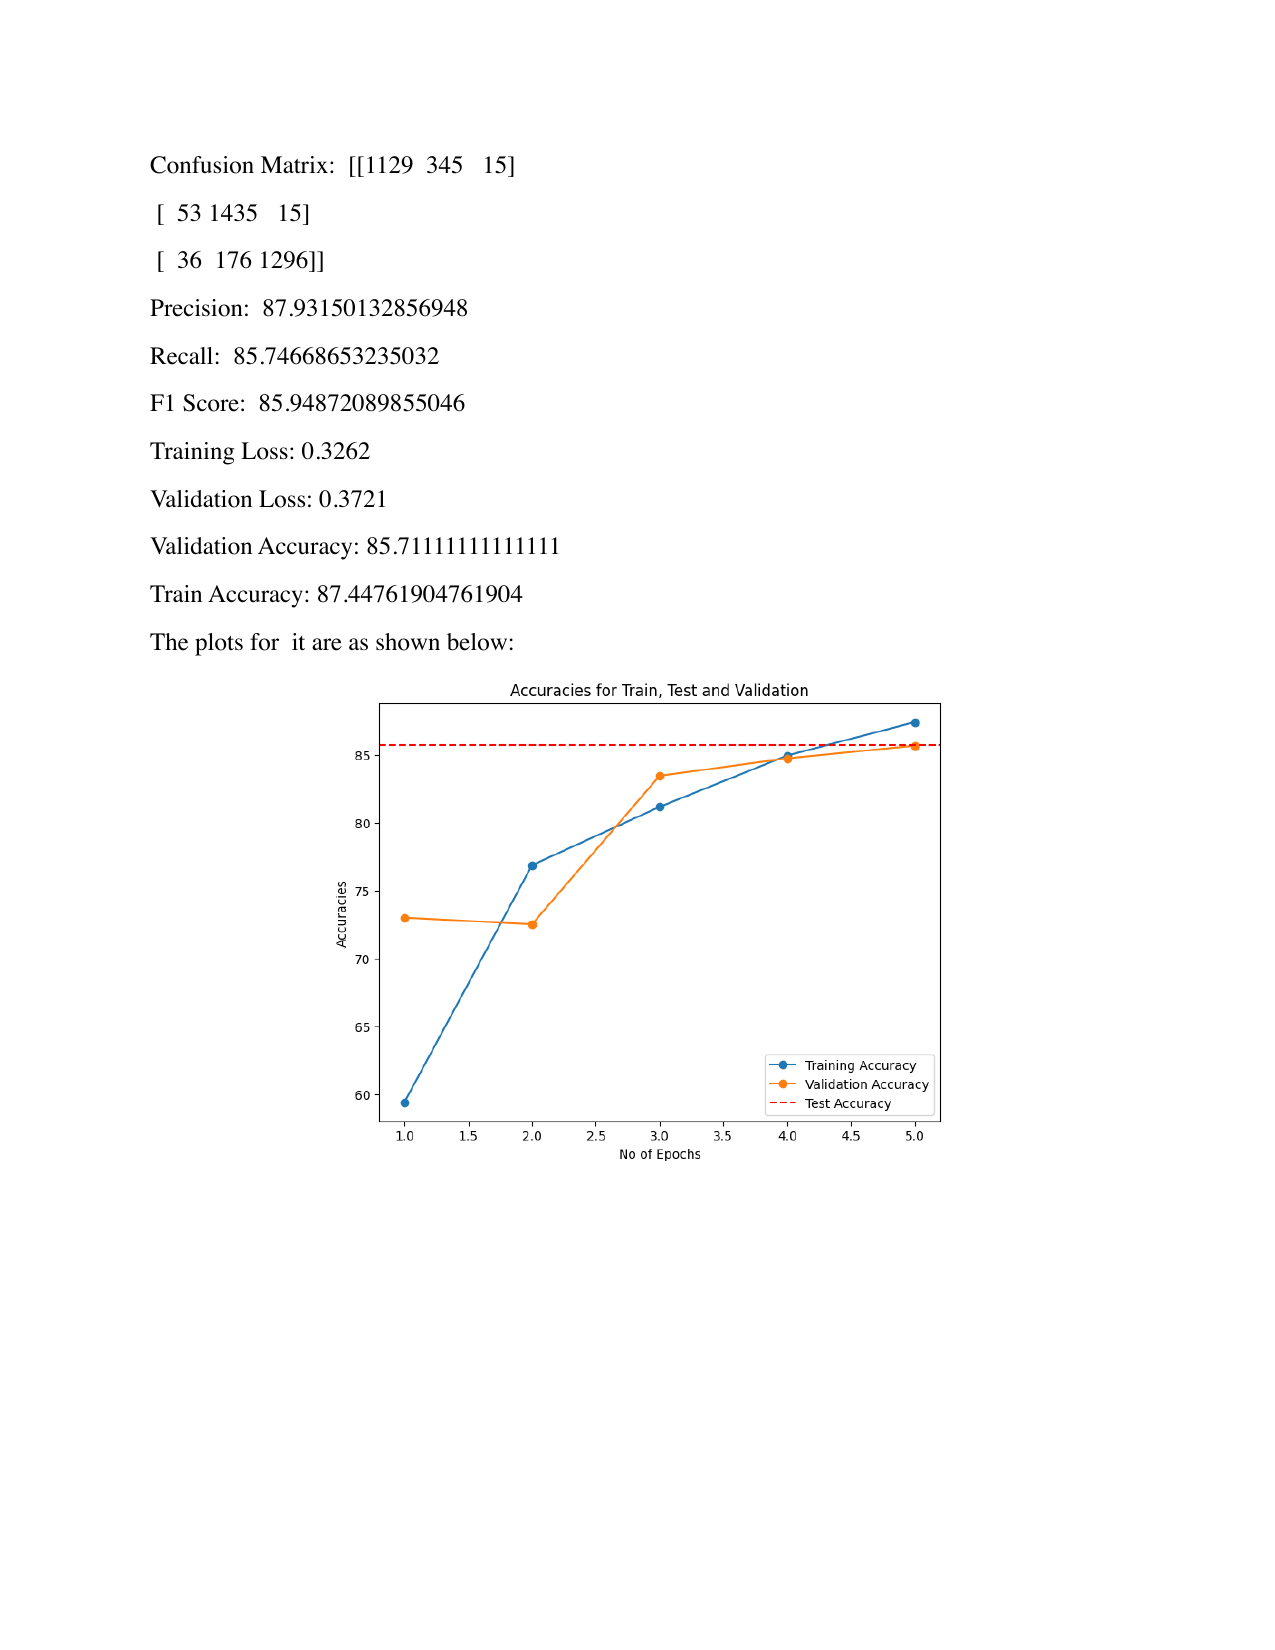 Confusion Matrix:  [[1129  345   15]
[  53 1435   15]
[  36  176 1296]]
Precision:  87.93150132856948
Recall:  85.74668653235032
F1 Score:  85.94872089855046
Training Loss: 0.3262
Validation Loss: 0.3721
Validation Accuracy: 85.71111111111111
Train Accuracy: 87.44761904761904
The plots for  it are as shown below:
Accuracies for Train, Test and Validation
Accuracies
85
80
75
70
65
60
Training Accuracy
Validation Accuracy
Test Accuracy
1.0 1.5 2.0 2.5 3.0 3.5 4.0 4.5 5.0
No of Epochs